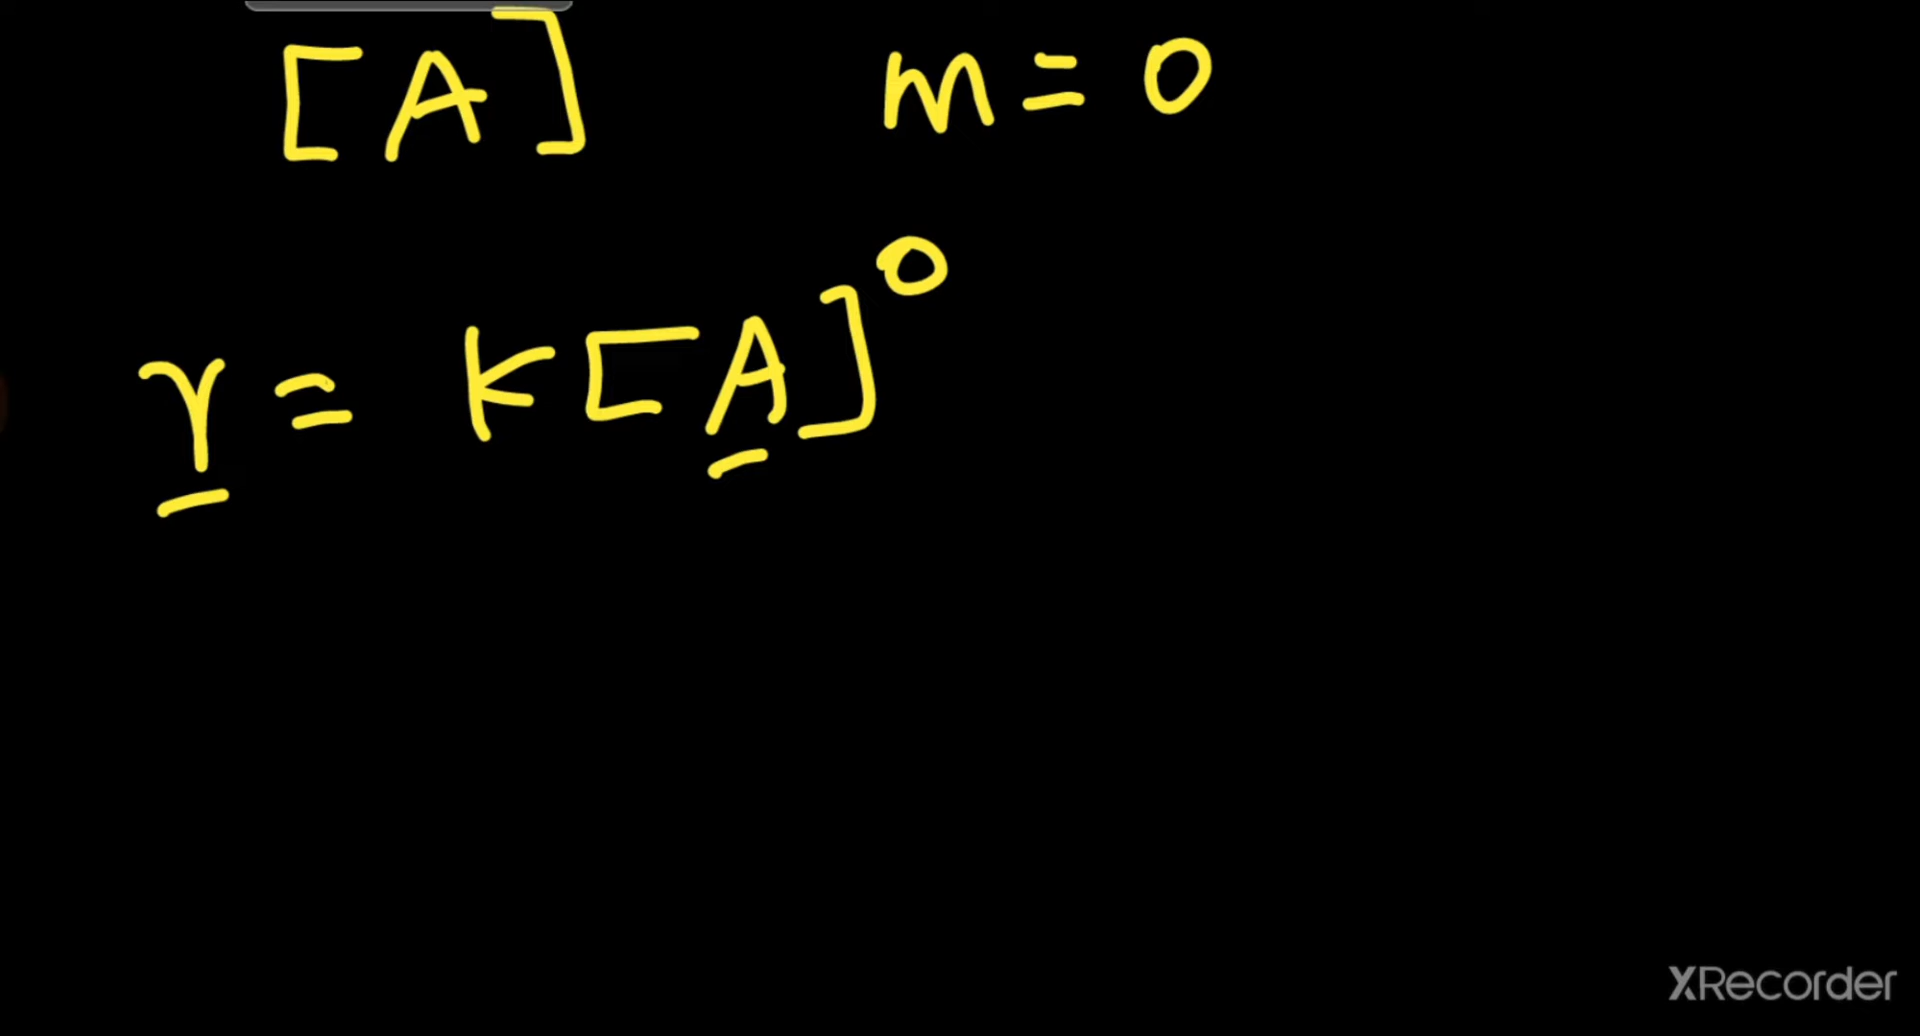 [A] m = 0
r = K[A]⁰
XRecorder